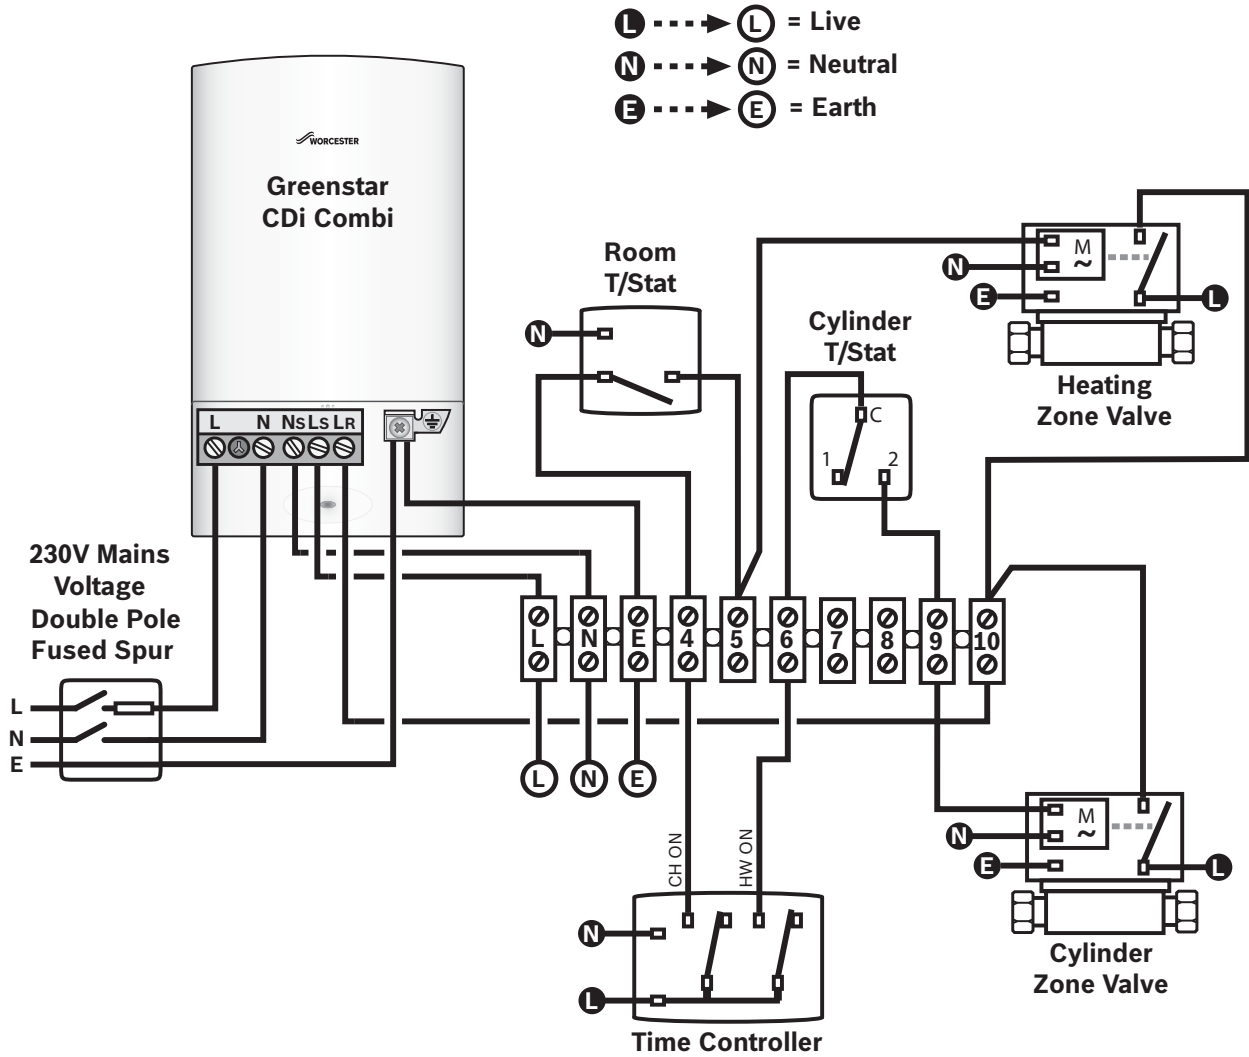 L L = Live
N N = Neutral
E E = Earth
WORCESTER
Greenstar
CDi Combi
L N NS LS LR
Room
T/Stat
N
Cylinder
T/Stat
C
1 2
M
~
N
E
L
Heating
Zone Valve
230V Mains
Voltage
Double Pole
Fused Spur
L
N
E
L N E 4 5 6 7 8 9 10
L N E
CH ON
HW ON
N
L
Time Controller
M
~
N
E
L
Cylinder
Zone Valve